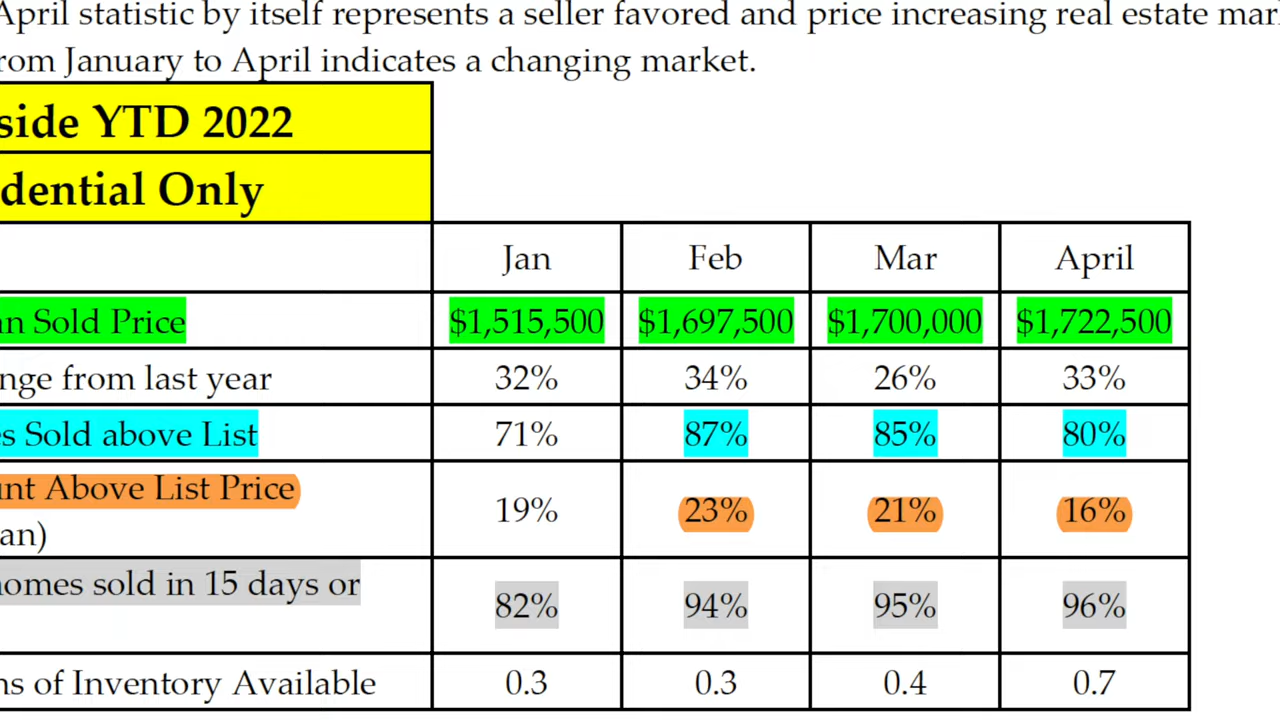 April statistic by itself represents a seller favored and price increasing real estate
rom January to April indicates a changing market.
side YTD 2022
dential Only
Jan Feb Mar April
an Sold Price $1,515,500 $1,697,500 $1,700,000 $1,722,500
nge from last year 32% 34% 26% 33%
es Sold above List 71% 87% 85% 80%
unt Above List Price
an) 19% 23% 21% 16%
homes sold in 15 days or 82% 94% 95% 96%
ns of Inventory Available 0.3 0.3 0.4 0.7